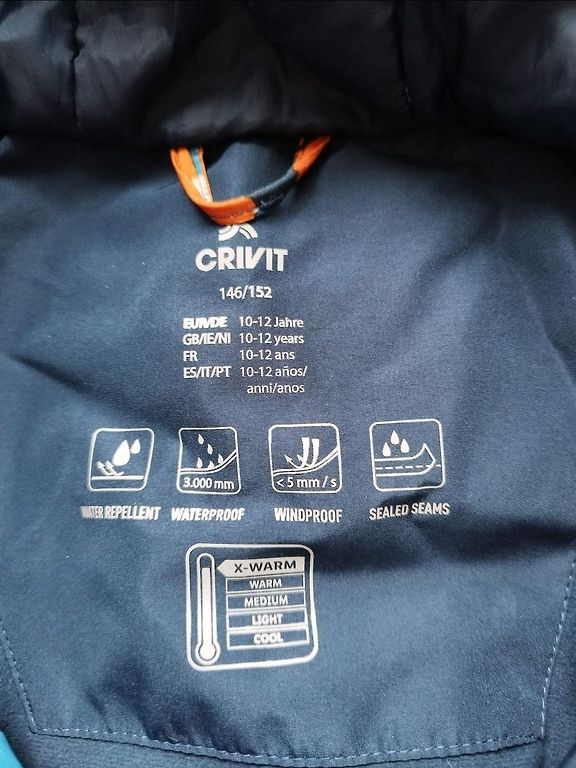 CRIVIT
146/152
EUR/DE 10-12 Jahre
GB/IE/NI 10-12 years
FR 10-12 ans
ES/IT/PT 10-12 años/
anni/anos
3.000 mm
< 5 mm / s
WATER REPELLENT WATERPROOF WINDPROOF SEALED SEAMS
X-WARM
WARM
MEDIUM
LIGHT
COOL